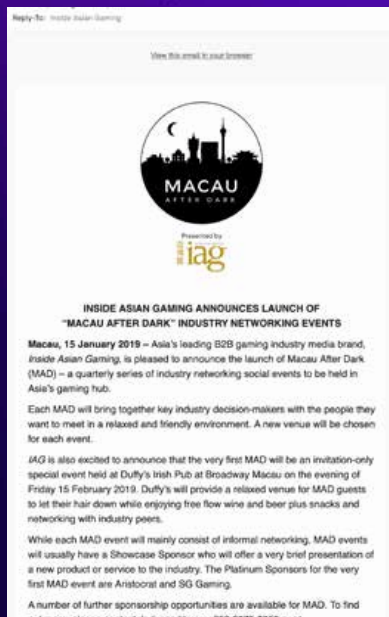 Reply-To: Inside Asian Gaming
View this email in your browser
MACAU
AFTER DARK
Presented by
iag
INSIDE ASIAN GAMING ANNOUNCES LAUNCH OF
"MACAU AFTER DARK" INDUSTRY NETWORKING EVENTS
Macau, 15 January 2019 – Asia's leading B2B gaming industry media brand,
Inside Asian Gaming, is pleased to announce the launch of Macau After Dark
(MAD) – a quarterly series of industry networking social events to be held in
Asia's gaming hub.
Each MAD will bring together key industry decision-makers with the people they
want to meet in a relaxed and friendly environment. A new venue will be chosen
for each event.
IAG is also excited to announce that the very first MAD will be an invitation-only
special event held at Duffy's Irish Pub at Broadway Macau on the evening of
Friday 15 February 2019. Duffy's will provide a relaxed venue for MAD guests
to let their hair down while enjoying free flow wine and beer plus snacks and
networking with industry peers.
While each MAD event will mainly consist of informal networking, MAD events
will usually have a Showcase Sponsor who will offer a very brief presentation of
a new product or service to the industry. The Platinum Sponsors for the very
first MAD event are Aristocrat and SG Gaming.
A number of further sponsorship opportunities are available for MAD. To find